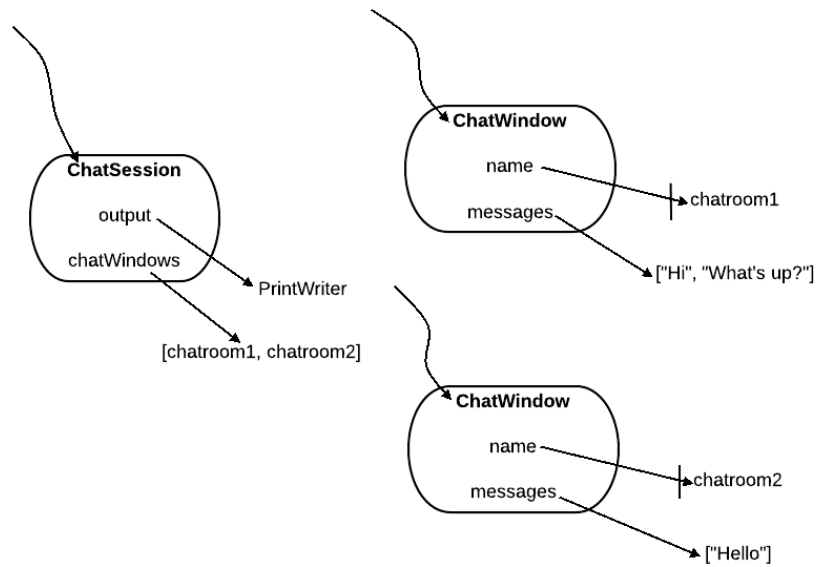 ChatSession
output
chatWindows
PrintWriter
[chatroom1, chatroom2]
ChatWindow
name
chatroom1
messages
["Hi", "What's up?"]
ChatWindow
name
chatroom2
messages
["Hello"]